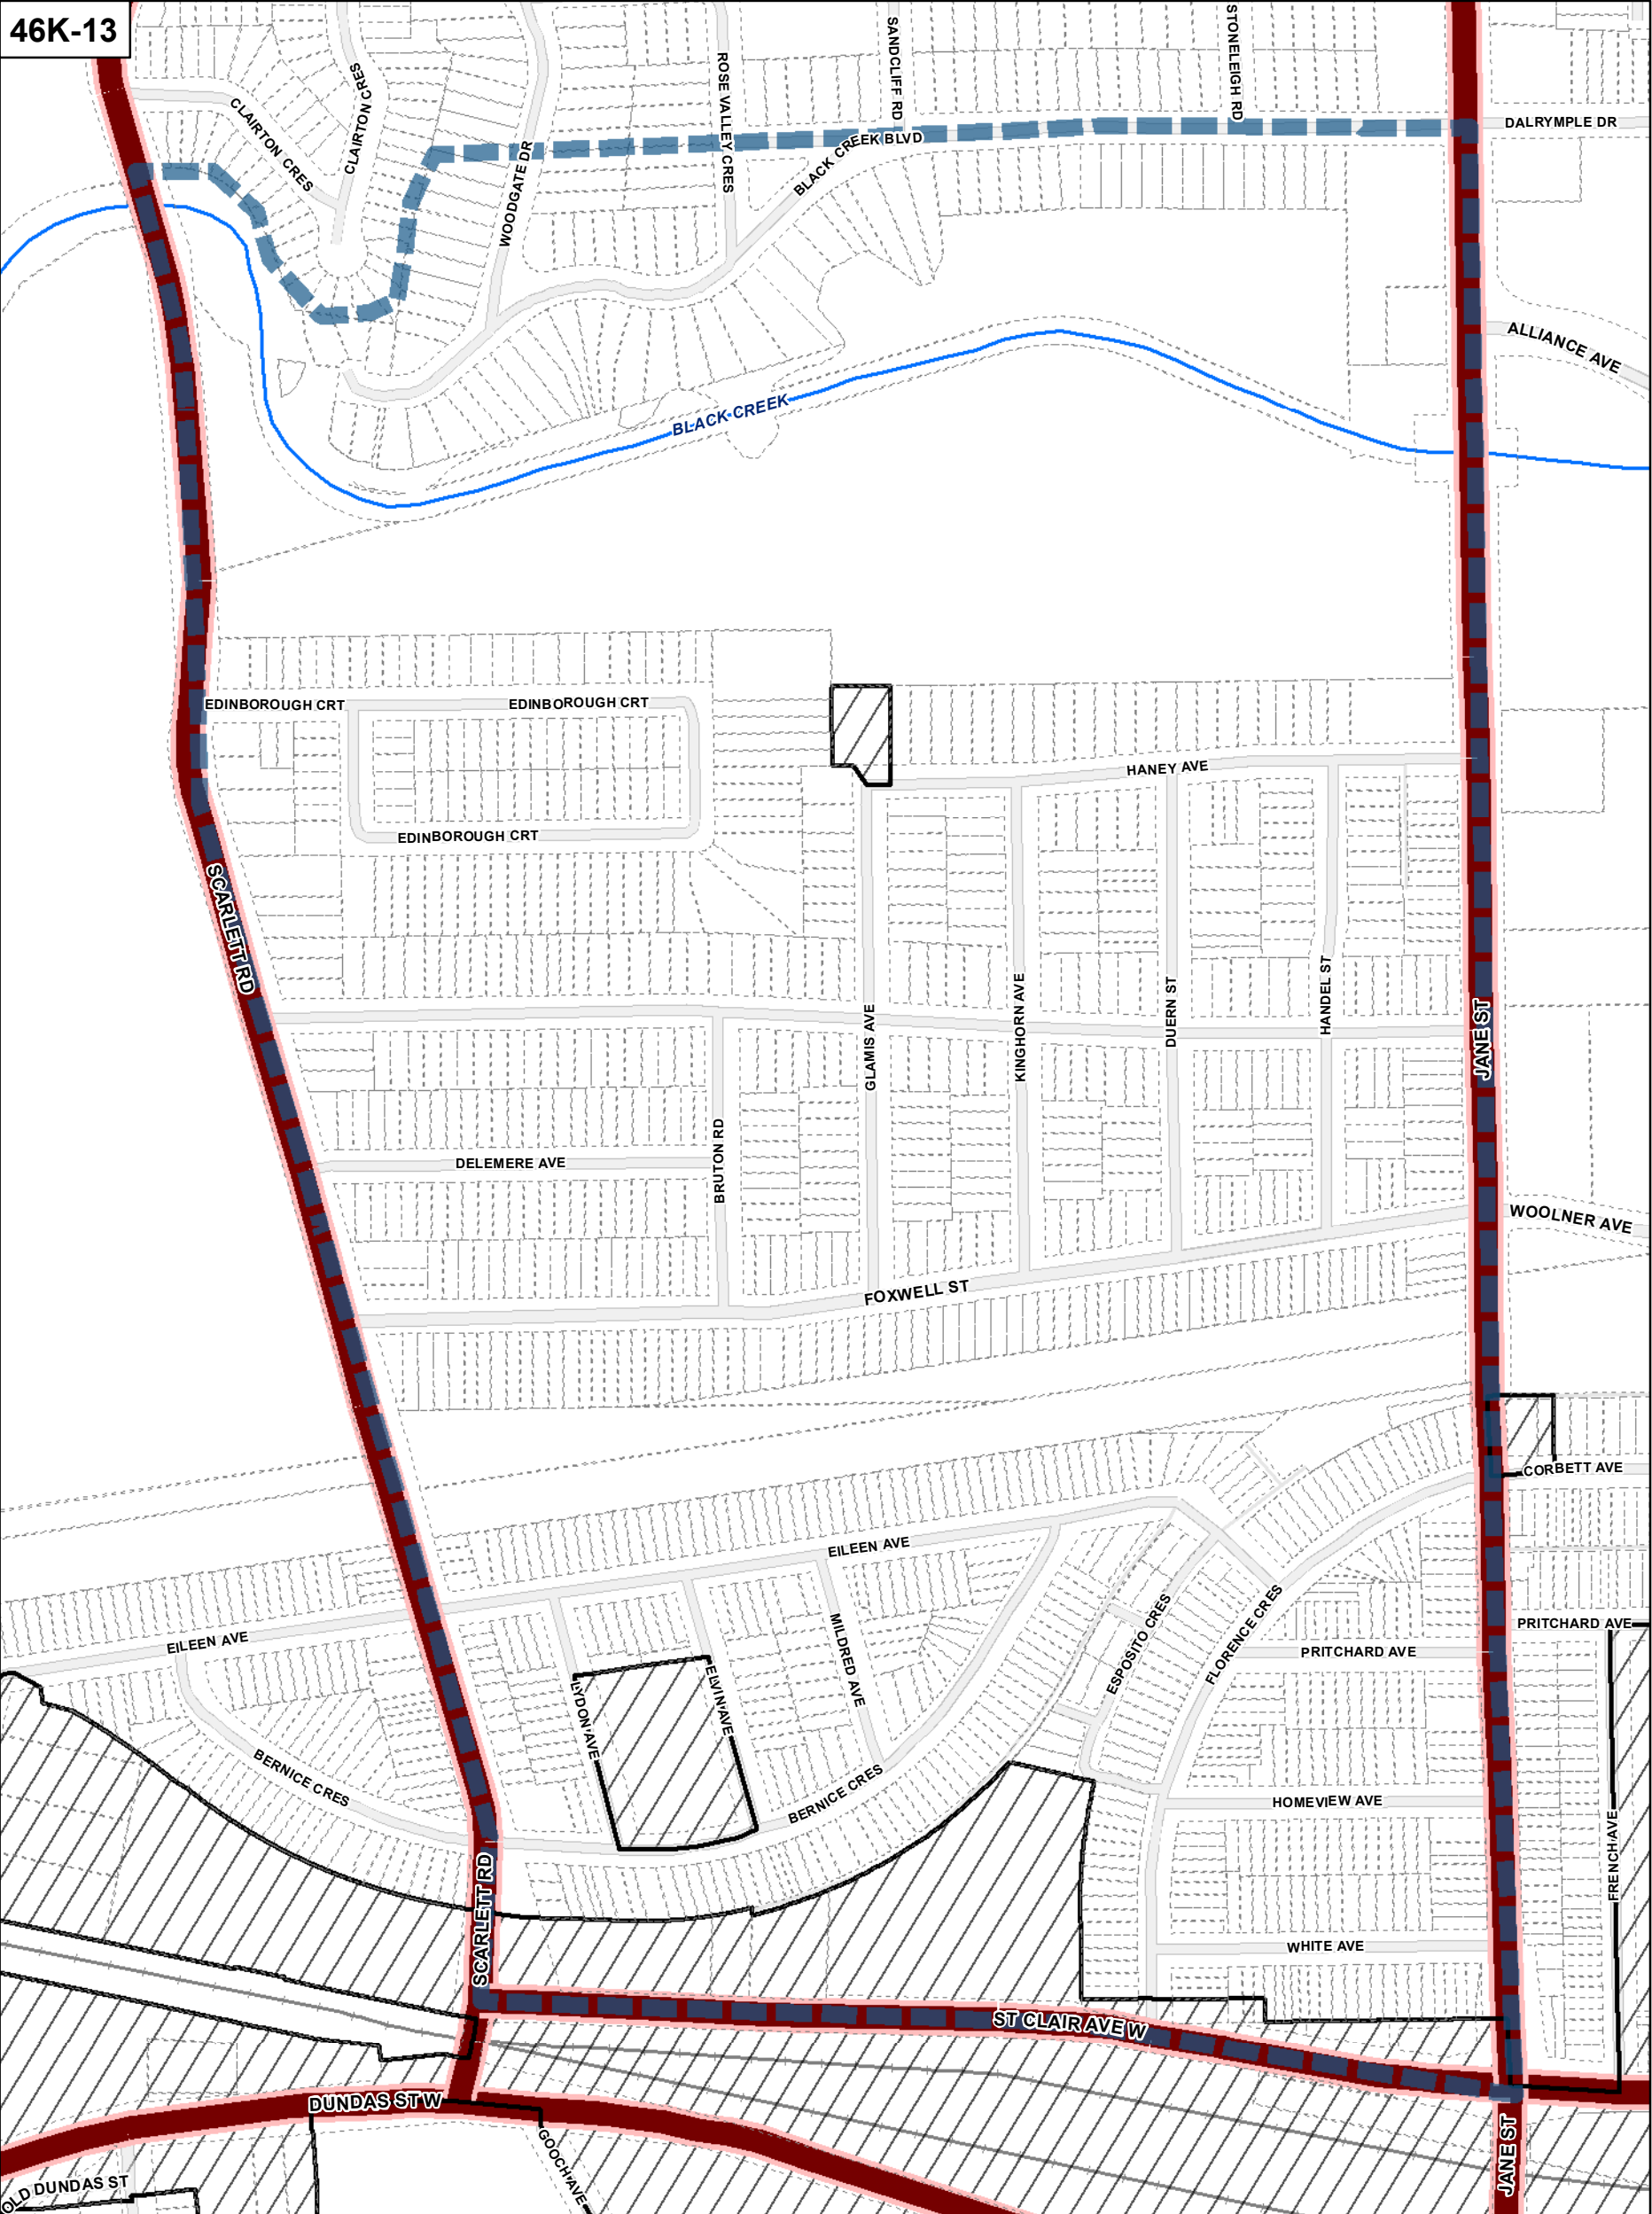 46K-13
SANDCLIFF RD
STONELEIGH RD
ROSE VALLEY CRES
CLAIRTON CRES
CLAIRTON CRES
DALRYMPLE DR
BLACK CREEK BLVD
WOODGATE DR
ALLIANCE AVE
BLACK CREEK
EDINBOROUGH CRT
EDINBOROUGH CRT
HANEY AVE
EDINBOROUGH CRT
SCARLETT RD
GLAMIS AVE
KINGHORN AVE
DUERN ST
HANDEL ST
JANE ST
BRUTON RD
DELEMERE AVE
WOOLNER AVE
FOXWELL ST
CORBETT AVE
EILEEN AVE
EILEEN AVE
MILDRED AVE
ESPOSITO CRES
FLORENCE CRES
PRITCHARD AVE
PRITCHARD AVE
LYDON AVE
ELVIN AVE
BERNICE CRES
BERNICE CRES
HOMEVIEW AVE
FRENCH AVE
SCARLETT RD
WHITE AVE
ST CLAIR AVE W
DUNDAS ST W
GOOCH AVE
JANE ST
OLD DUNDAS ST